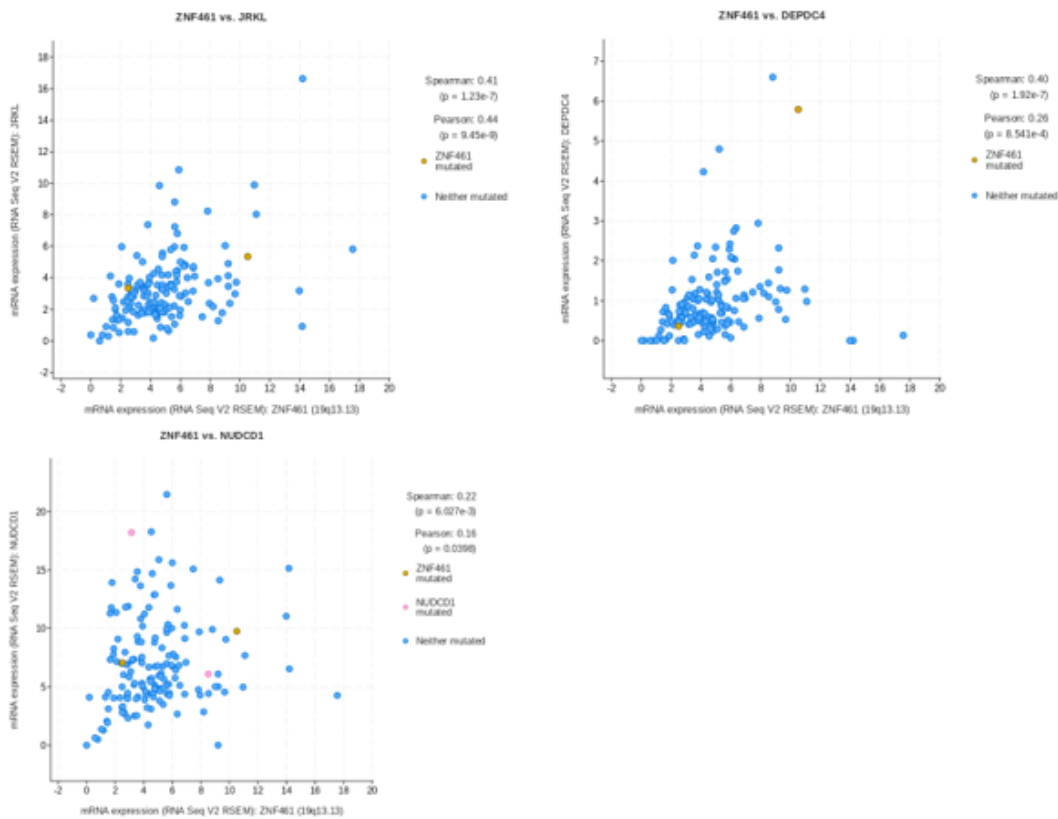 ZNF461 vs. JRKL
mRNA expression (RNA Seq V2 RSEM): JRKL
18
16
14
12
10
8
6
4
2
0
-2
-2 0 2 4 6 8 10 12 14 16 18 20
mRNA expression (RNA Seq V2 RSEM): ZNF461 (19q13.13)
Spearman: 0.41
(p = 1.23e-7)
Pearson: 0.44
(p = 9.45e-9)
ZNF461
mutated
Neither mutated
ZNF461 vs. DEPDC4
mRNA expression (RNA Seq V2 RSEM): DEPDC4
7
6
5
4
3
2
1
0
-2 0 2 4 6 8 10 12 14 16 18 20
mRNA expression (RNA Seq V2 RSEM): ZNF461 (19q13.13)
Spearman: 0.40
(p = 1.92e-7)
Pearson: 0.26
(p = 8.541e-4)
ZNF461
mutated
Neither mutated
ZNF461 vs. NUDCD1
mRNA expression (RNA Seq V2 RSEM): NUDCD1
20
15
10
5
0
-2 0 2 4 6 8 10 12 14 16 18 20
mRNA expression (RNA Seq V2 RSEM): ZNF461 (19q13.13)
Spearman: 0.22
(p = 6.027e-3)
Pearson: 0.16
(p = 0.0398)
ZNF461
mutated
NUDCD1
mutated
Neither mutated